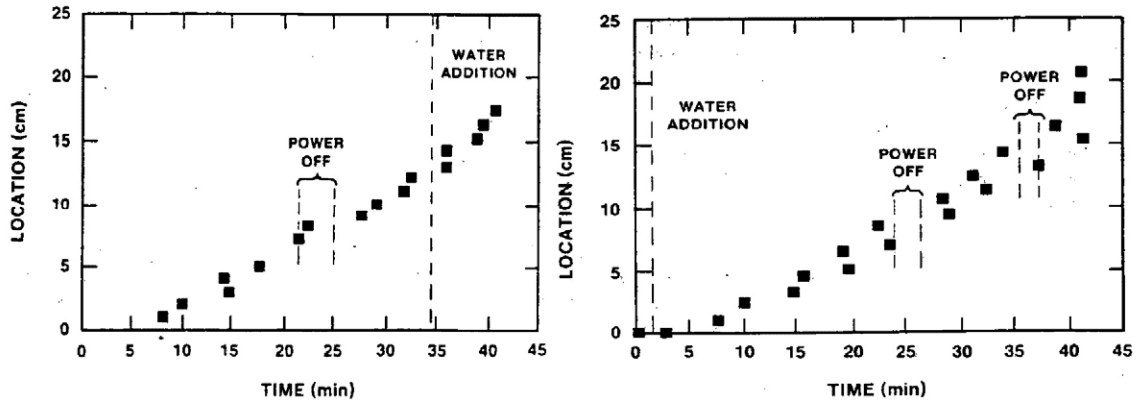 25
20
15
10
5
0
LOCATION (cm)
WATER
ADDITION
POWER
OFF
0 5 10 15 20 25 30 35 40 45
TIME (min)
25
20
15
10
5
0
LOCATION (cm)
WATER
ADDITION
POWER
OFF
POWER
OFF
0 5 10 15 20 25 30 35 40 45
TIME (min)